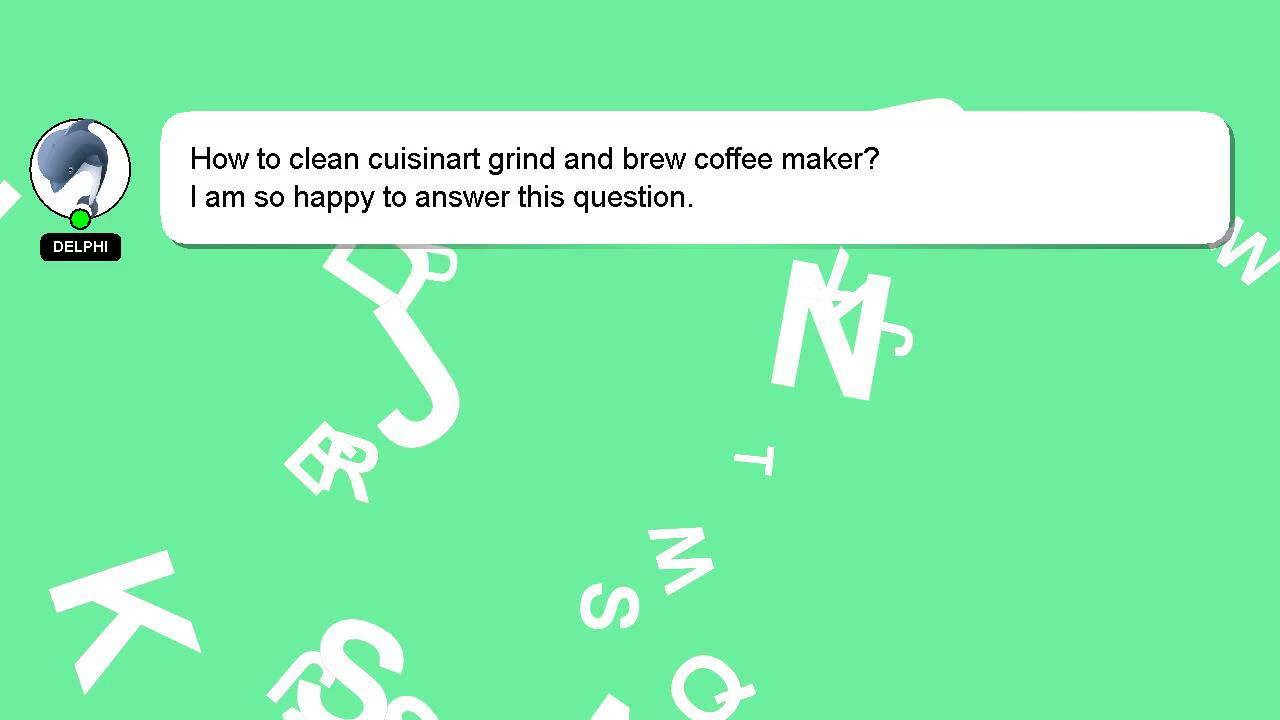 How to clean cuisinart grind and brew coffee maker?
I am so happy to answer this question.
DELPHI
D
P
J
N
V
J
W
B
R
T
K
M
S
S
R
Q